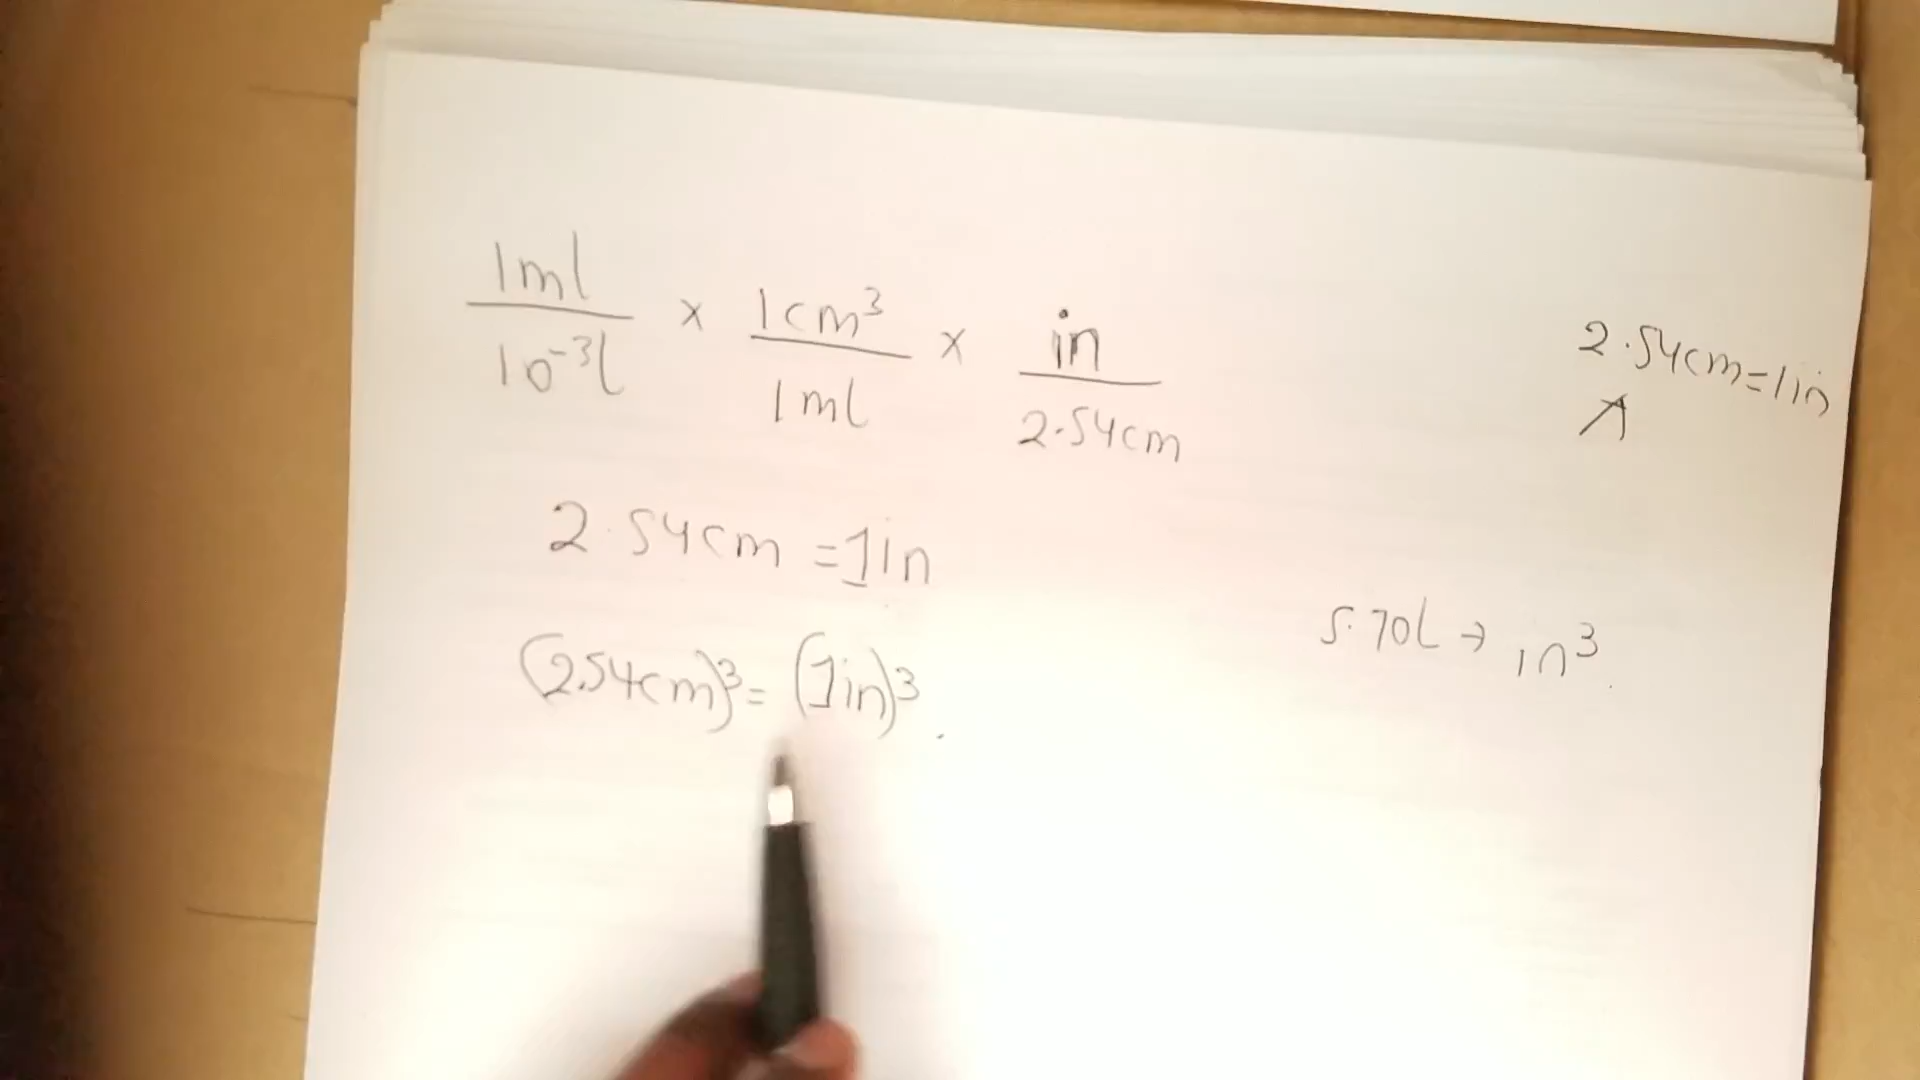 1ml/10⁻³l × 1cm³/1ml × in/2.54cm
2.54cm=1in
2.54cm=1in
5.70l → in³
(2.54cm)³=(1in)³